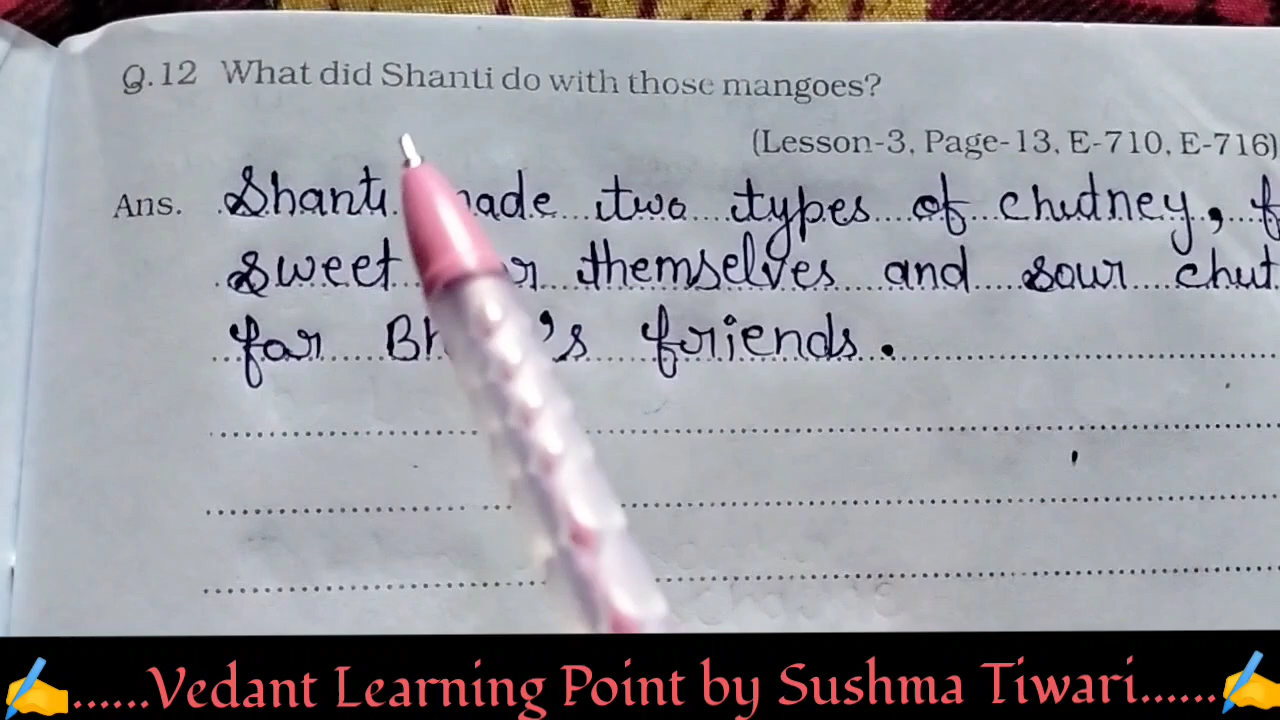 Q.12 What did Shanti do with those mangoes?
(Lesson-3, Page-13, E-710, E-716)
Ans. Shanti two types of chutney,
sweet themselves and sour
for friends.
✍......Vedant Learning Point by Sushma Tiwari......✍